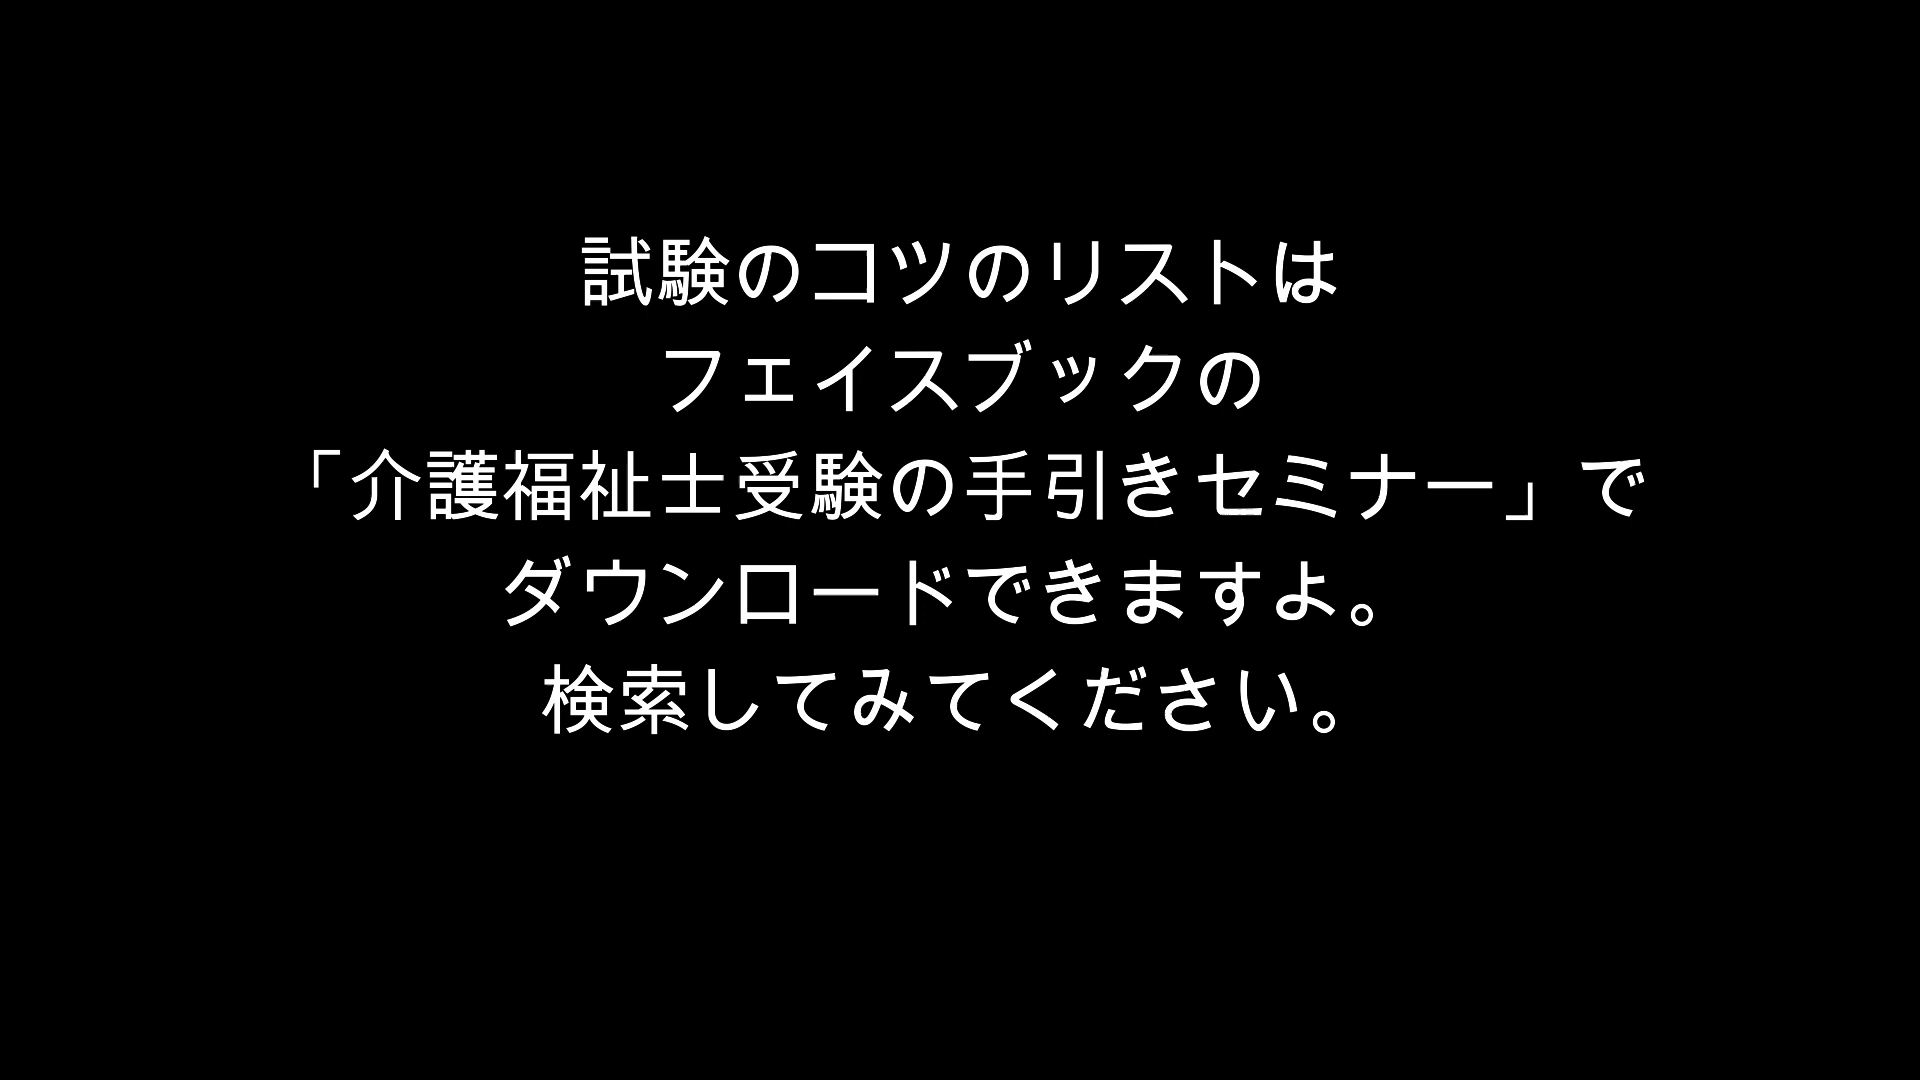 試験のコツのリストは
フェイスブックの
「介護福祉士受験の手引きセミナー」で
ダウンロードできますよ。
検索してみてください。